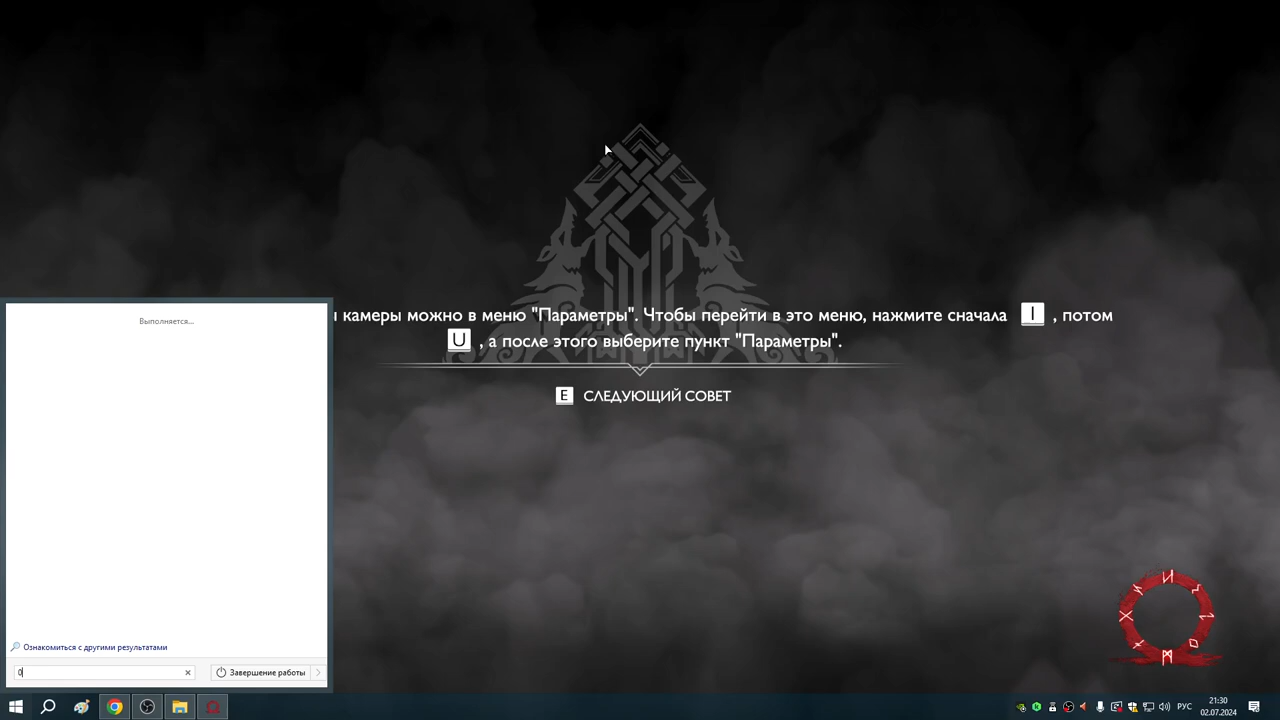 и камеры можно в меню "Параметры". Чтобы перейти в это меню, нажмите сначала I , потом
U , а после этого выберите пункт "Параметры".
E СЛЕДУЮЩИЙ СОВЕТ
Выполняется...
Ознакомиться с другими результатами
0
Завершение работы
РУС
21:30
02.07.2024